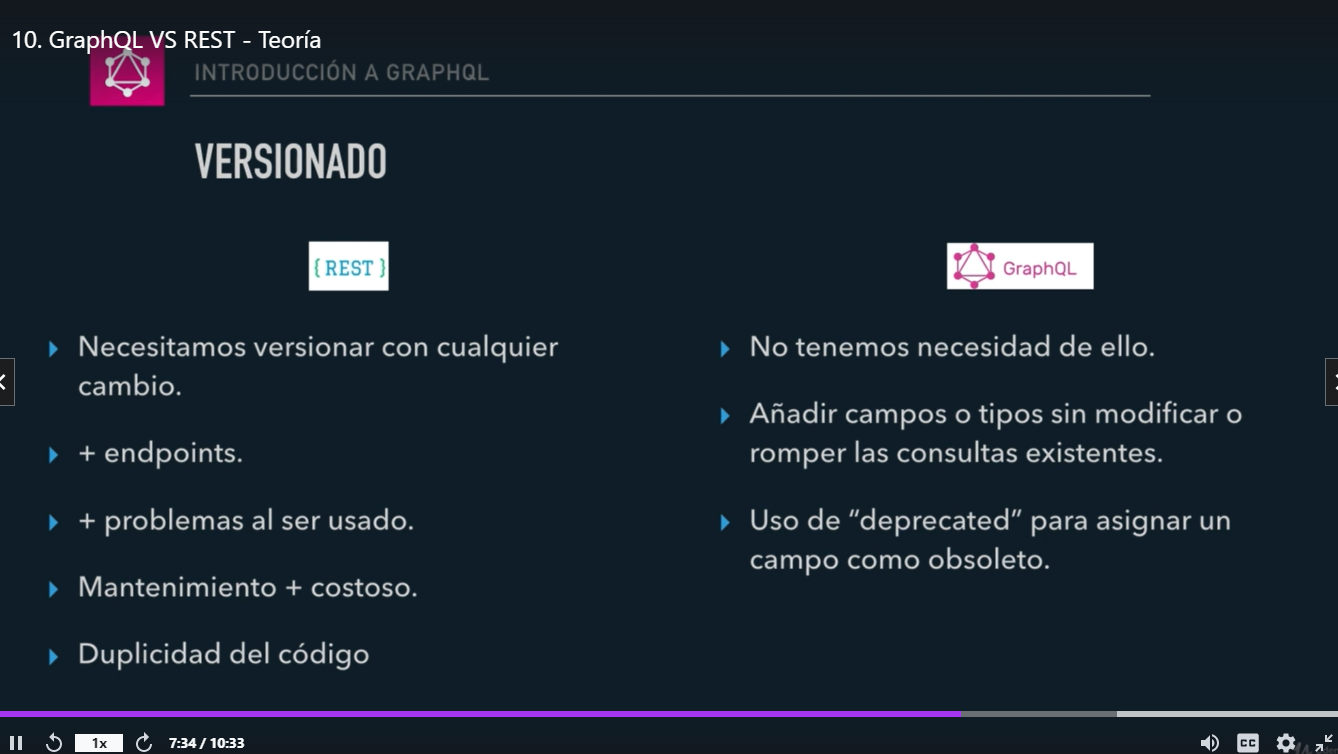 10. GraphQL VS REST - Teoría
INTRODUCCIÓN A GRAPHQL
VERSIONADO
{ REST }
Necesitamos versionar con cualquier
cambio.
+ endpoints.
+ problemas al ser usado.
Mantenimiento + costoso.
Duplicidad del código
GraphQL
No tenemos necesidad de ello.
Añadir campos o tipos sin modificar o
romper las consultas existentes.
Uso de “deprecated” para asignar un
campo como obsoleto.
1x
7:34 / 10:33
CC